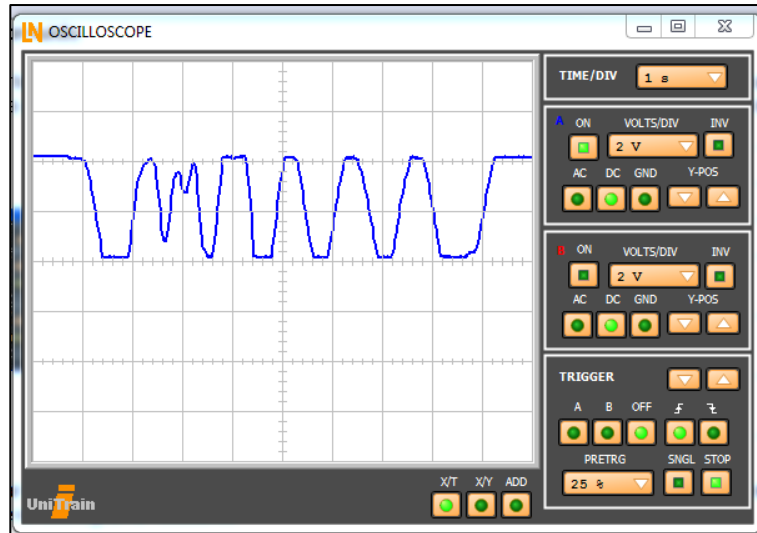 LN OSCILLOSCOPE
TIME/DIV 1 s
A ON VOLTS/DIV INV
2 V
AC DC GND Y-POS
B ON VOLTS/DIV INV
2 V
AC DC GND Y-POS
TRIGGER
A B OFF
PRETRG SNGL STOP
25 %
X/T X/Y ADD
UniTrain